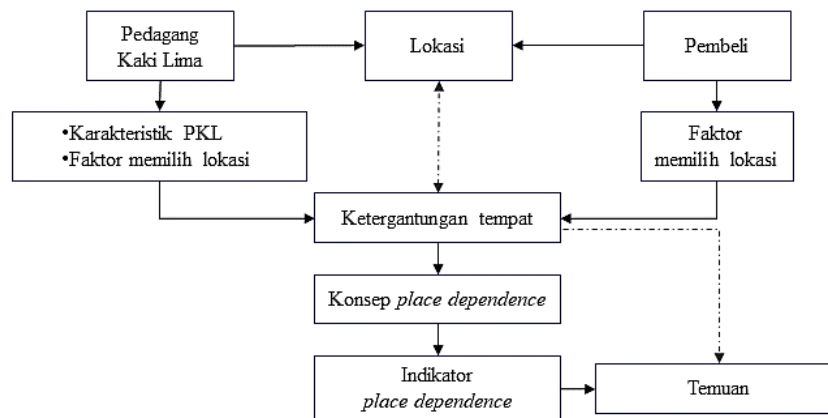 Pedagang
Kaki Lima
Lokasi
Pembeli
•Karakteristik PKL
•Faktor memilih lokasi
Faktor
memilih lokasi
Ketergantungan tempat
Konsep place dependence
Indikator
place dependence
Temuan